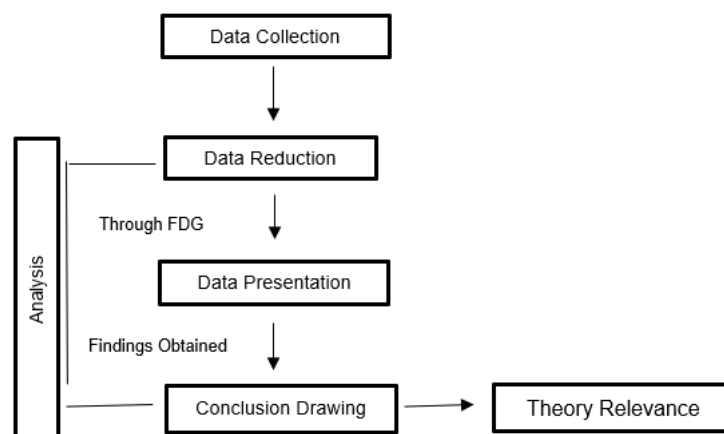 Data Collection
Data Reduction
Through FDG
Data Presentation
Analysis
Findings Obtained
Conclusion Drawing
Theory Relevance